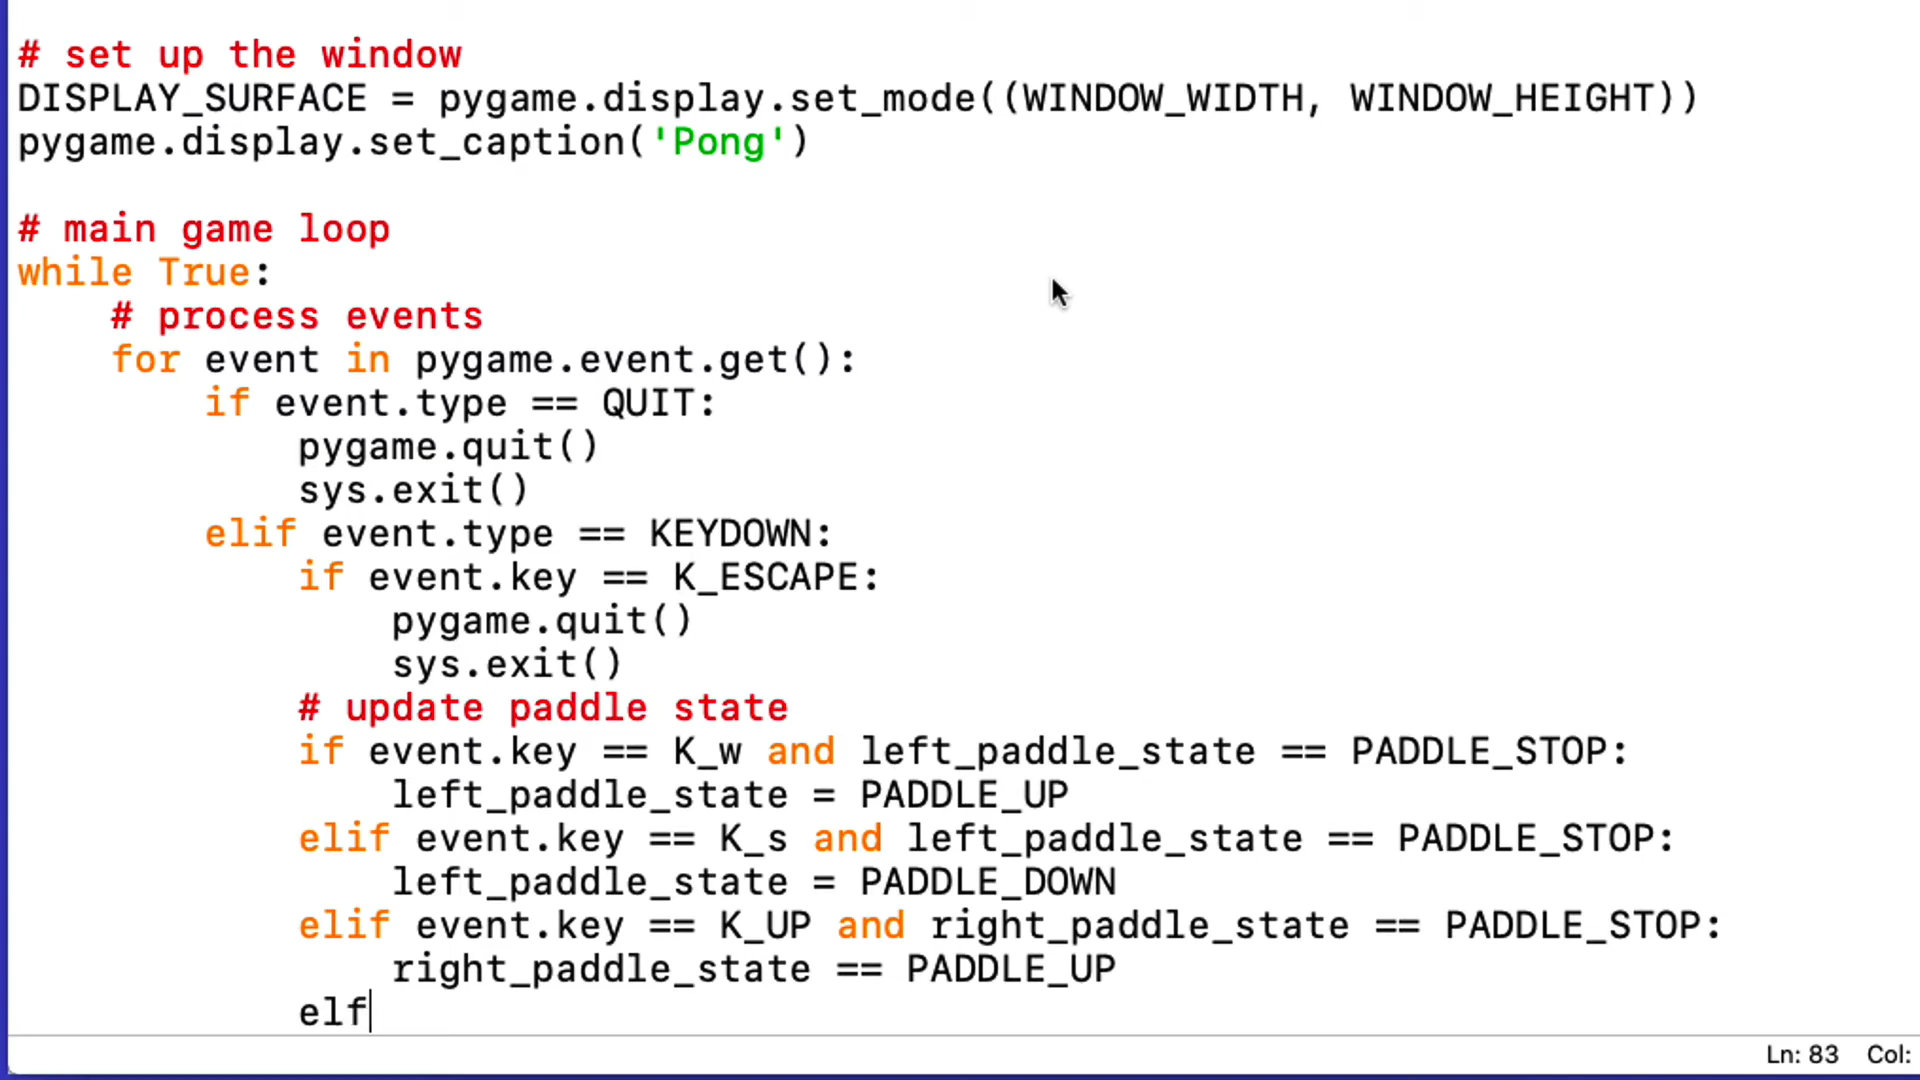 # set up the window
DISPLAY_SURFACE = pygame.display.set_mode((WINDOW_WIDTH, WINDOW_HEIGHT))
pygame.display.set_caption('Pong')

# main game loop
while True:
    # process events
    for event in pygame.event.get():
        if event.type == QUIT:
            pygame.quit()
            sys.exit()
        elif event.type == KEYDOWN:
            if event.key == K_ESCAPE:
                pygame.quit()
                sys.exit()
            # update paddle state
            if event.key == K_w and left_paddle_state == PADDLE_STOP:
                left_paddle_state = PADDLE_UP
            elif event.key == K_s and left_paddle_state == PADDLE_STOP:
                left_paddle_state = PADDLE_DOWN
            elif event.key == K_UP and right_paddle_state == PADDLE_STOP:
                right_paddle_state == PADDLE_UP
            elf
Ln: 83 Col: